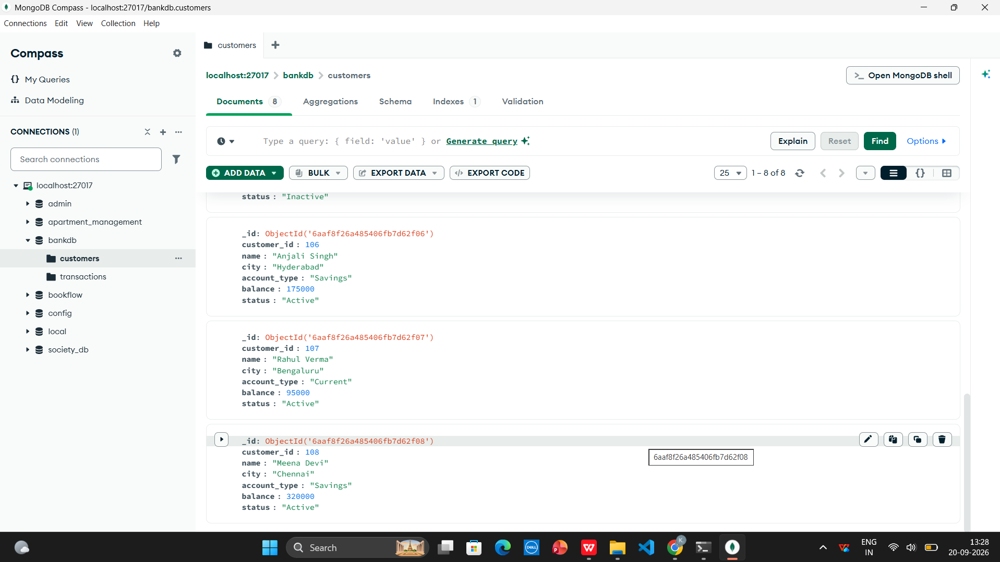 MongoDB Compass - localhost:27017/bankdb.customers
Connections Edit View Collection Help
Compass
My Queries
Data Modeling
CONNECTIONS (1)
Search connections
localhost:27017
admin
apartment_management
bankdb
customers
transactions
bookflow
config
local
society_db
customers
localhost:27017 > bankdb > customers
Open MongoDB shell
Documents 8 Aggregations Schema Indexes 1 Validation
Type a query: { field: 'value' } or Generate query
Explain Reset Find Options
ADD DATA BULK EXPORT DATA EXPORT CODE
25 1 – 8 of 8
status : "Inactive"
_id: ObjectId('6aaf8f26a485406fb7d62f06')
customer_id : 106
name : "Anjali Singh"
city : "Hyderabad"
account_type : "Savings"
balance : 175000
status : "Active"
_id: ObjectId('6aaf8f26a485406fb7d62f07')
customer_id : 107
name : "Rahul Verma"
city : "Bengaluru"
account_type : "Current"
balance : 95000
status : "Active"
_id: ObjectId('6aaf8f26a485406fb7d62f08')
customer_id : 108
name : "Meena Devi"
city : "Chennai"
account_type : "Savings"
balance : 320000
status : "Active"
6aaf8f26a485406fb7d62f08
Search
DELL
P
W
K
ENG
IN
13:28
20-09-2026